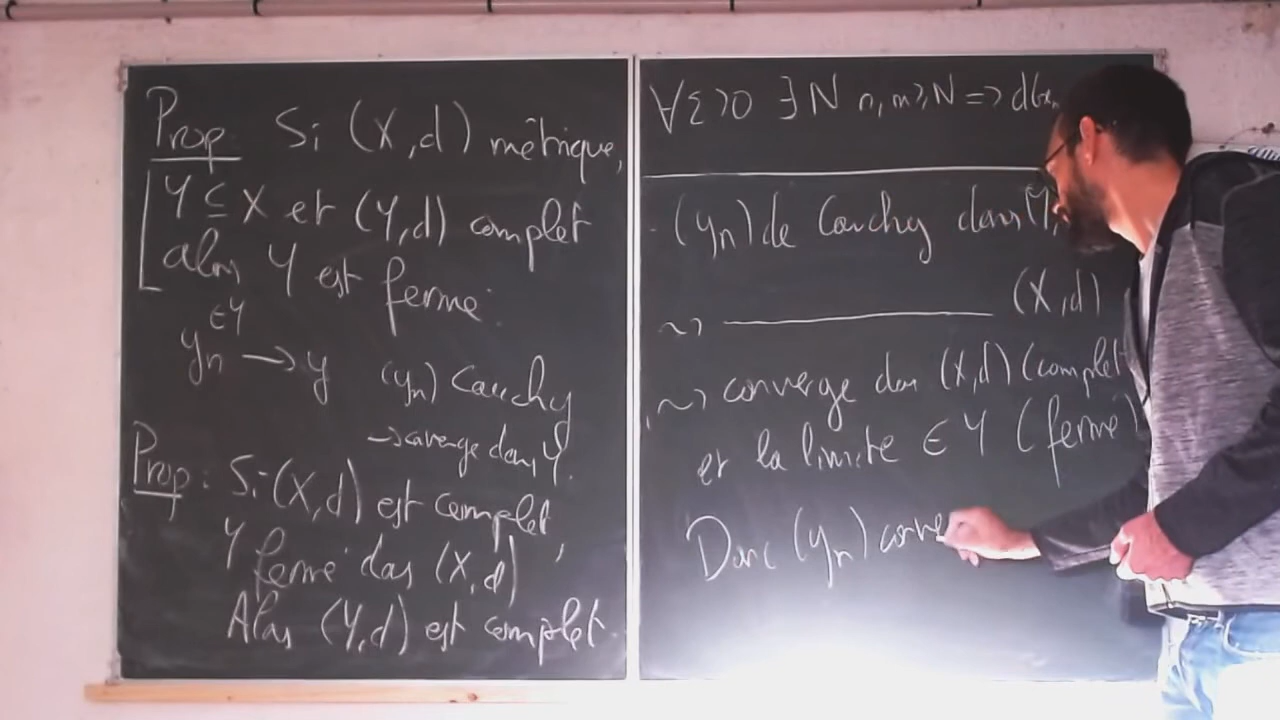 Prop Si (X,d) métrique,
Y ⊆ X et (Y,d) complet
alors Y est fermé.
∈Y
yn → y (yn) Cauchy
→ converge dans Y.
Prop: Si (X,d) est complet,
Y fermé dans (X,d)
Alors (Y,d) est complet.
∀ε>0 ∃N n,m≥N => d(xn
(yn) de Cauchy dans (Y,
~> ———— (X,d)
~> converge dans (X,d) (complet
et la limite ∈ Y (fermé)
Donc (yn) conve